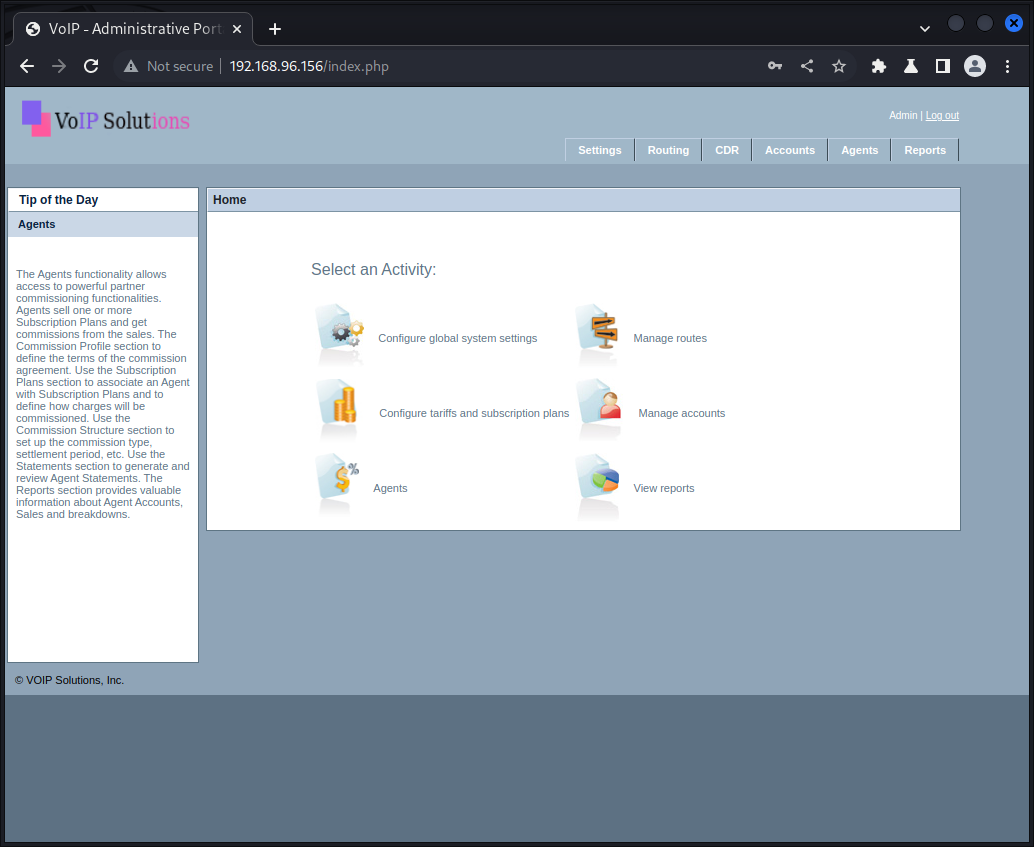 VoIP - Administrative Port
Not secure | 192.168.96.156/index.php
VoIP Solutions
Admin | Log out
Settings Routing CDR Accounts Agents Reports
Tip of the Day
Agents
The Agents functionality allows
access to powerful partner
commissioning functionalities.
Agents sell one or more
Subscription Plans and get
commissions from the sales. The
Commission Profile section to
define the terms of the commission
agreement. Use the Subscription
Plans section to associate an Agent
with Subscription Plans and to
define how charges will be
commissioned. Use the
Commission Structure section to
set up the commission type,
settlement period, etc. Use the
Statements section to generate and
review Agent Statements. The
Reports section provides valuable
information about Agent Accounts,
Sales and breakdowns.
Home
Select an Activity:
Configure global system settings
Manage routes
Configure tariffs and subscription plans
Manage accounts
$ %
Agents
View reports
© VOIP Solutions, Inc.